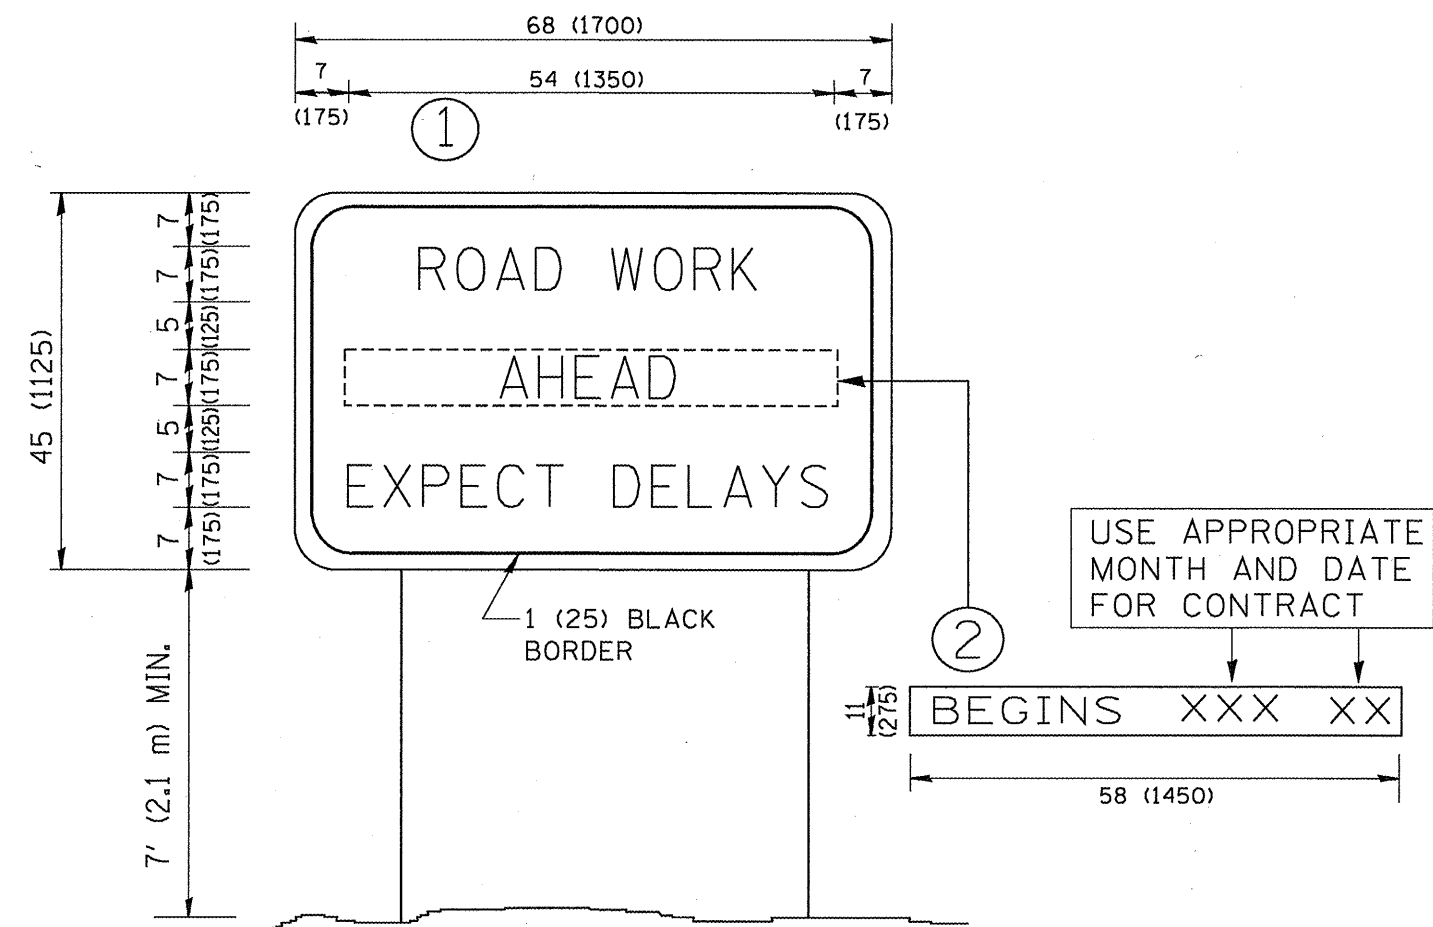 68 (1700)
7 54 (1350) 7
(175) (175)
1
7 (175)
7 (175)
5 (125)
7 (175)
5 (125)
7 (175)
7 (175)
45 (1125)
ROAD WORK
AHEAD
EXPECT DELAYS
1 (25) BLACK
BORDER
7' (2.1 m) MIN.
2
USE APPROPRIATE
MONTH AND DATE
FOR CONTRACT
11
(275)
BEGINS XXX XX
58 (1450)